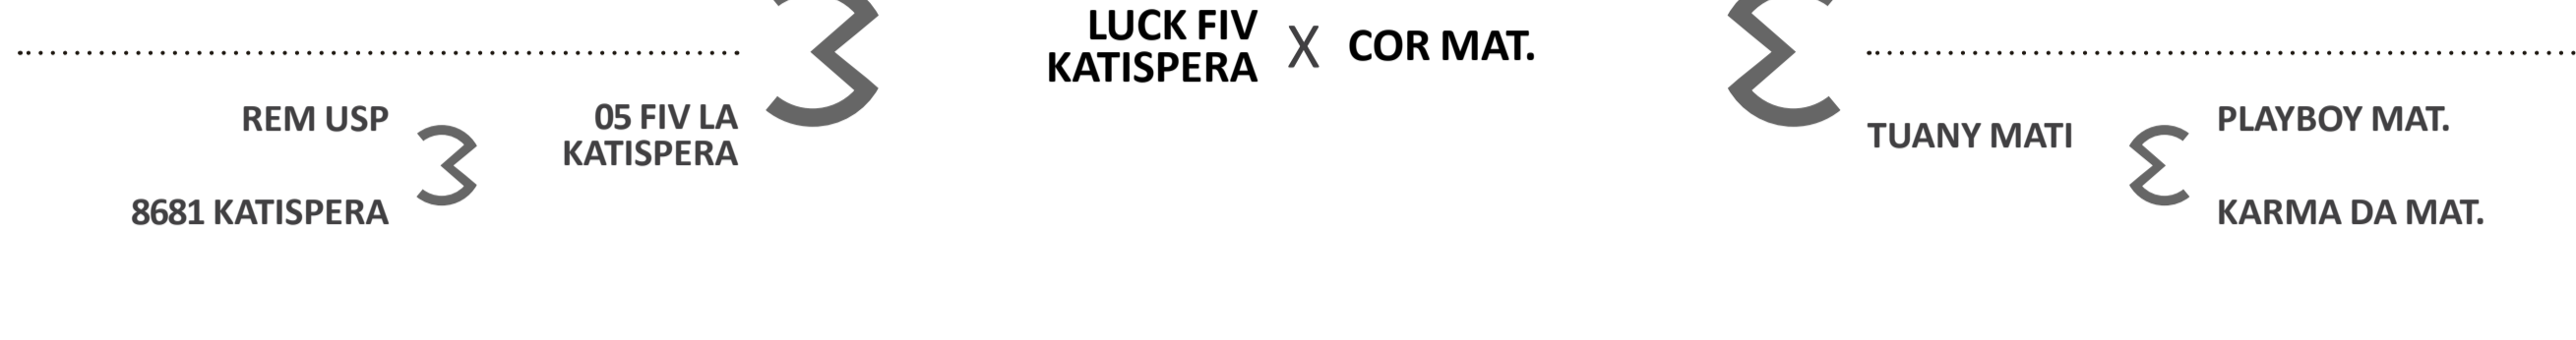 LUCK FIV
KATISPERA
X
COR MAT.
REM USP
05 FIV LA
KATISPERA
8681 KATISPERA
TUANY MATI
PLAYBOY MAT.
KARMA DA MAT.